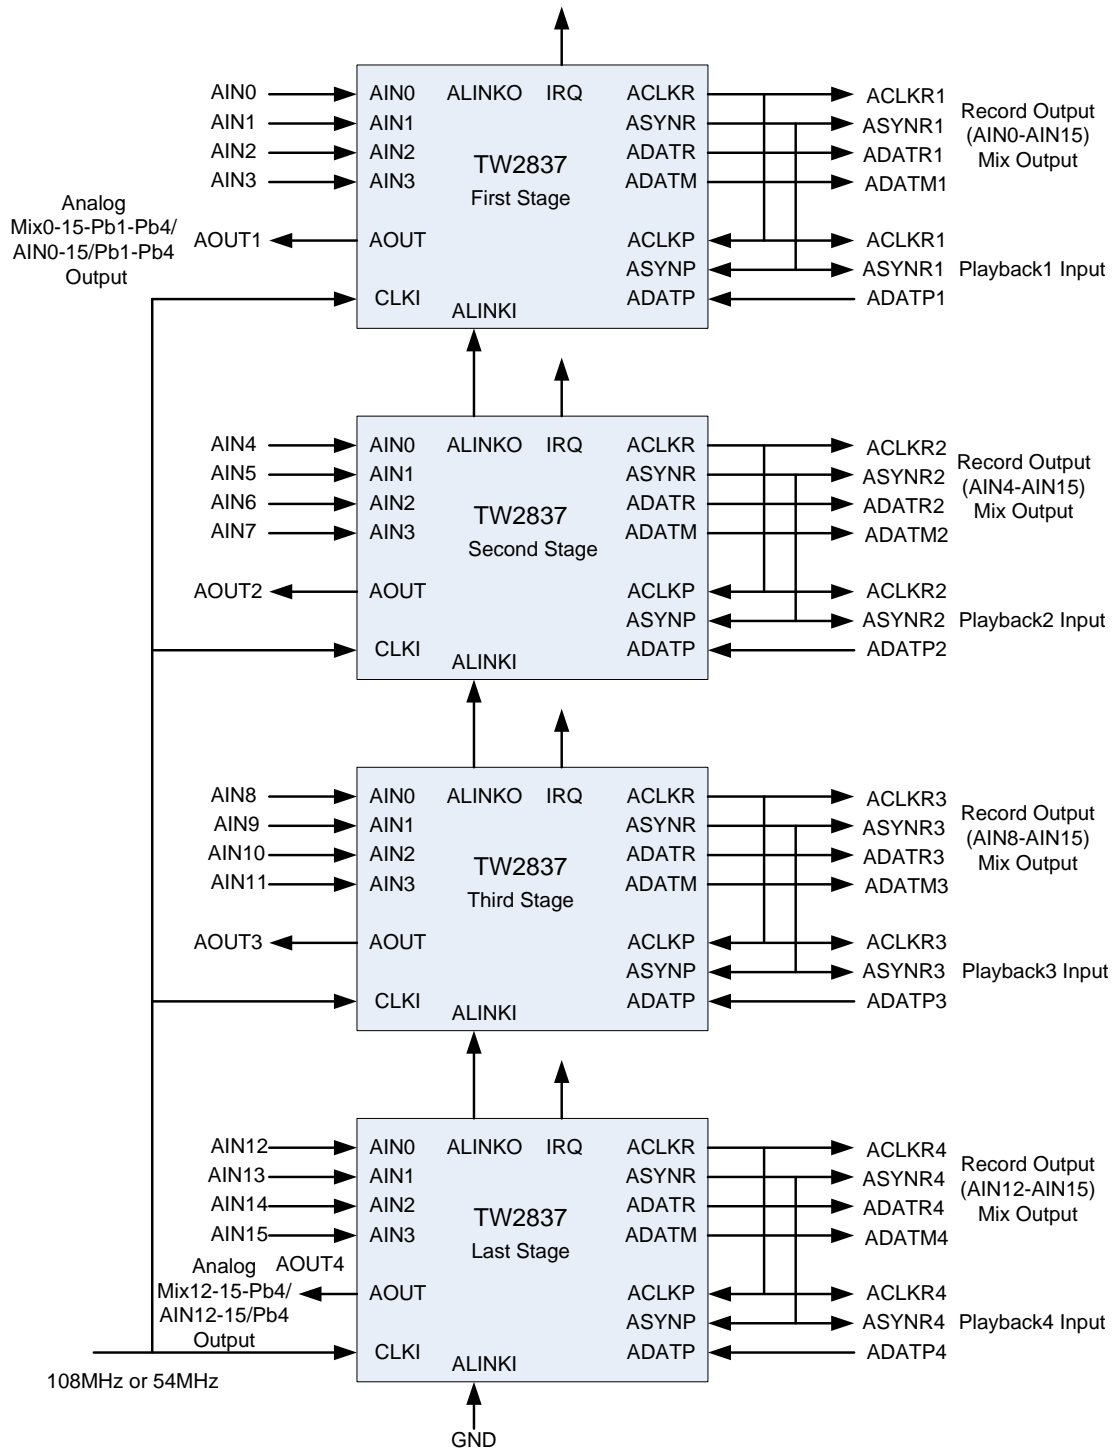 AIN0 AIN0 ALINKO IRQ ACLKR ACLKR1
AIN1 AIN1 ASYNR ASYNR1
AIN2 AIN2 ADATR ADATR1
AIN3 AIN3 ADATM ADATM1
Record Output
(AIN0-AIN15)
Mix Output
TW2837
First Stage
Analog
Mix0-15-Pb1-Pb4/
AIN0-15/Pb1-Pb4
Output
AOUT1 AOUT ACLKP ACLKR1
ASYNP ASYNR1 Playback1 Input
CLKI ADATP ADATP1
ALINKI
AIN4 AIN0 ALINKO IRQ ACLKR ACLKR2
AIN5 AIN1 ASYNR ASYNR2
AIN6 AIN2 ADATR ADATR2
AIN7 AIN3 ADATM ADATM2
Record Output
(AIN4-AIN15)
Mix Output
TW2837
Second Stage
AOUT2 AOUT ACLKP ACLKR2
ASYNP ASYNR2 Playback2 Input
CLKI ADATP ADATP2
ALINKI
AIN8 AIN0 ALINKO IRQ ACLKR ACLKR3
AIN9 AIN1 ASYNR ASYNR3
AIN10 AIN2 ADATR ADATR3
AIN11 AIN3 ADATM ADATM3
Record Output
(AIN8-AIN15)
Mix Output
TW2837
Third Stage
AOUT3 AOUT ACLKP ACLKR3
ASYNP ASYNR3 Playback3 Input
CLKI ADATP ADATP3
ALINKI
AIN12 AIN0 ALINKO IRQ ACLKR ACLKR4
AIN13 AIN1 ASYNR ASYNR4
AIN14 AIN2 ADATR ADATR4
AIN15 AIN3 ADATM ADATM4
Record Output
(AIN12-AIN15)
Mix Output
TW2837
Last Stage
Analog
Mix12-15-Pb4/
AIN12-15/Pb4
Output
AOUT4 AOUT ACLKP ACLKR4
ASYNP ASYNR4 Playback4 Input
CLKI ADATP ADATP4
ALINKI
108MHz or 54MHz
GND